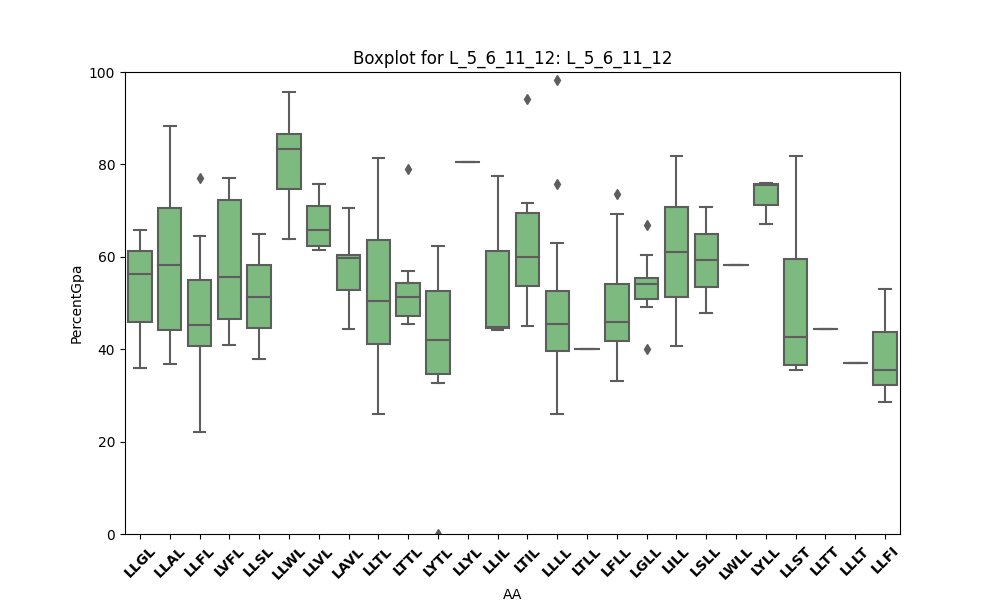 Boxplot for L_5_6_11_12: L_5_6_11_12
PercentGpa
100
80
60
40
20
0
LLGL LLAL LLFL LVFL LLSL LLWL LLVL LAVL LLTL LTTL LYTL LLYL LLIL LTIL LLLL LTLL LFLL LGLL LILL LSLL LWLL LYLL LLST LLTT LLLT LLFI
AA